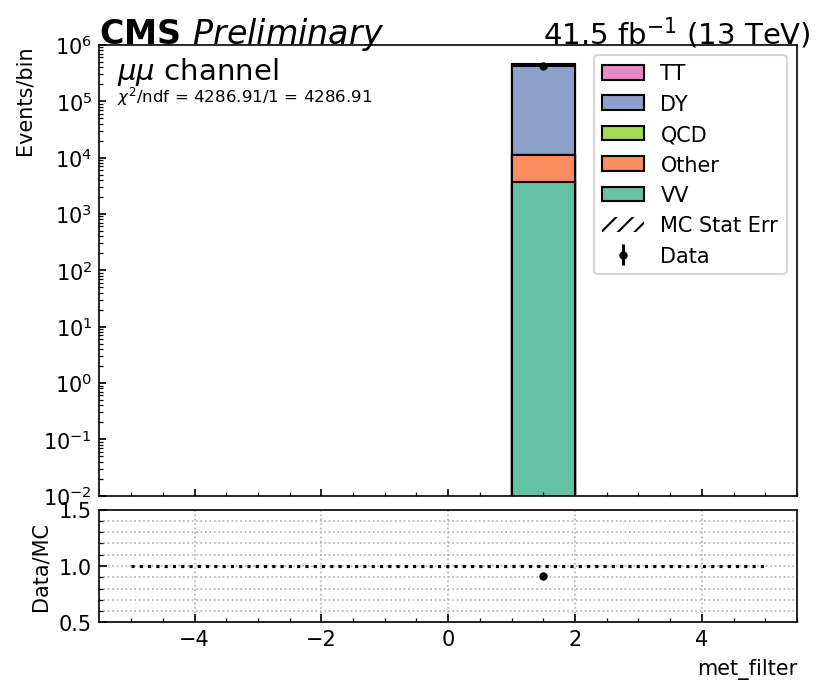 CMS Preliminary 41.5 fb⁻¹ (13 TeV)
Events/bin
μμ channel
χ²/ndf = 4286.91/1 = 4286.91
10⁶
10⁵
10⁴
10³
10²
10¹
10⁰
10⁻¹
10⁻²
TT
DY
QCD
Other
VV
MC Stat Err
Data
Data/MC
1.5
1.0
0.5
−4 −2 0 2 4
met_filter